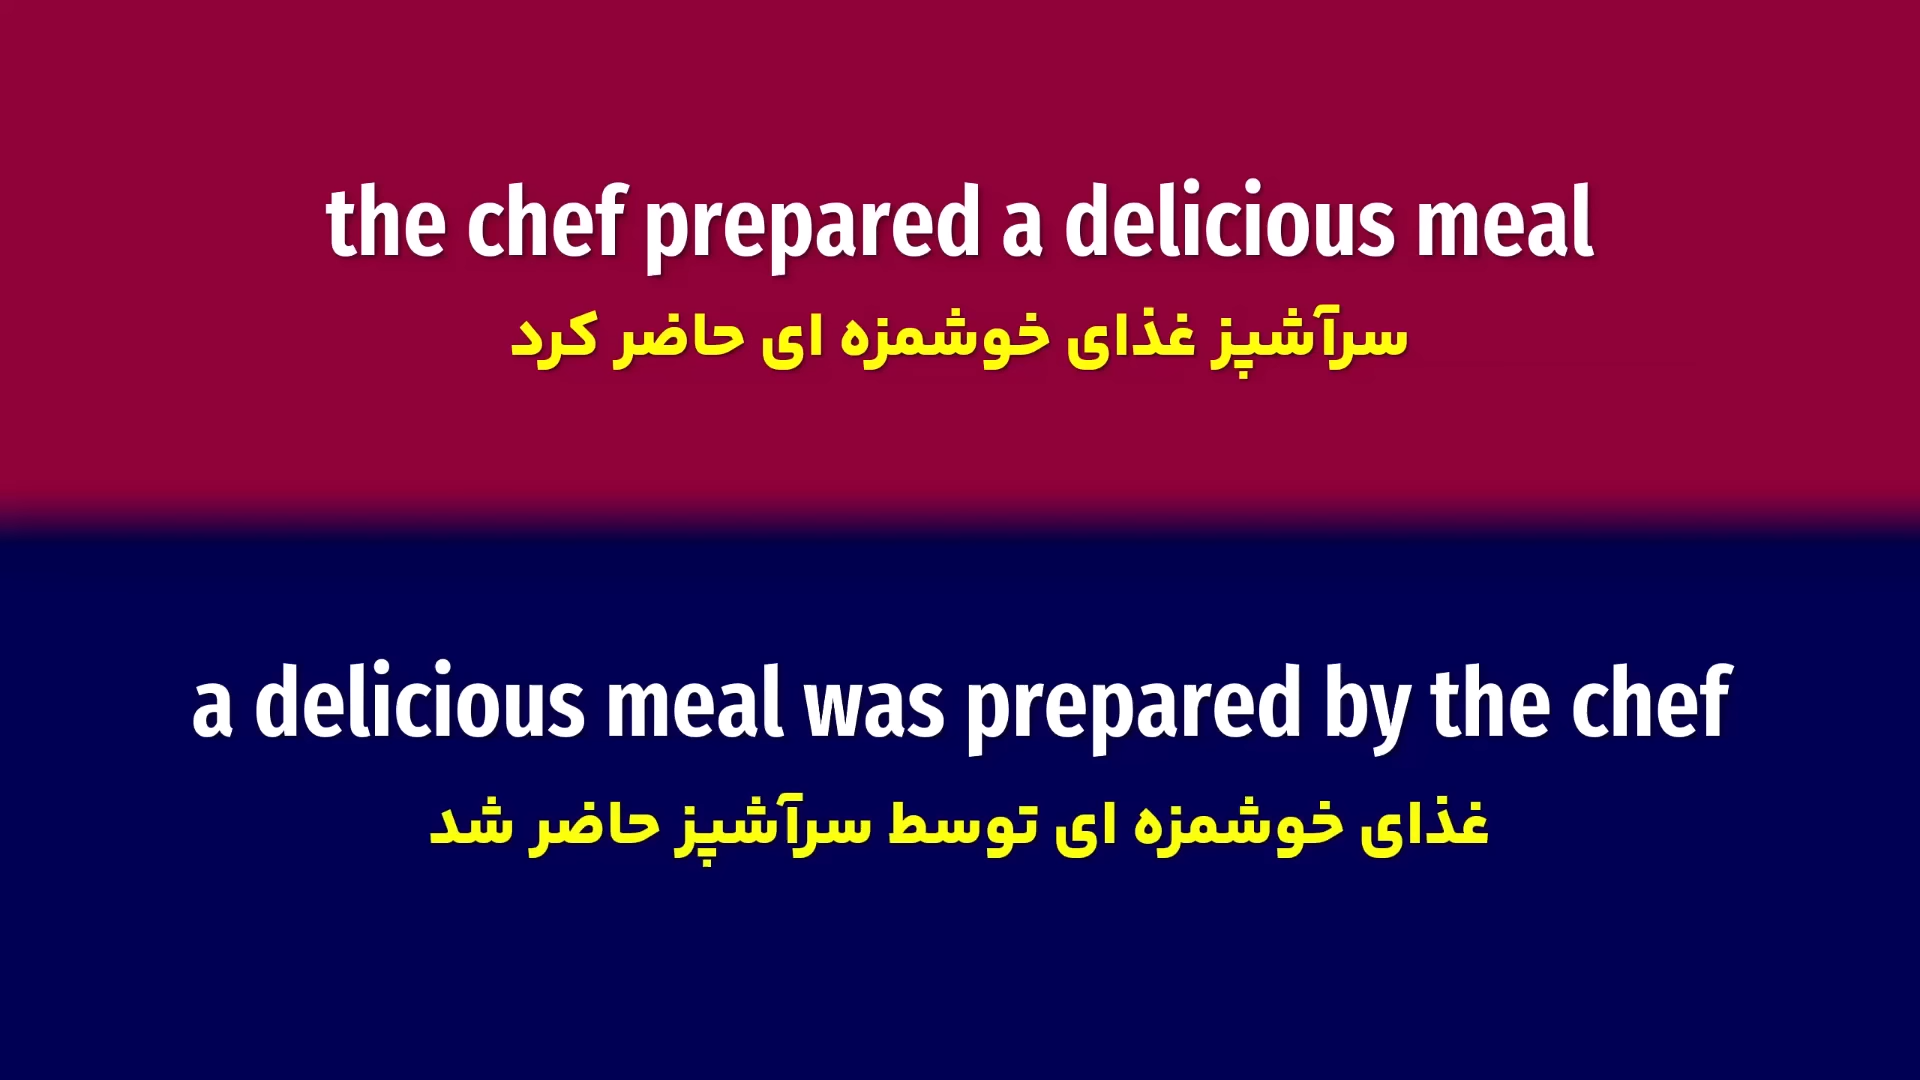 the chef prepared a delicious meal
سرآشپز غذای خوشمزه ای حاضر کرد
a delicious meal was prepared by the chef
غذای خوشمزه ای توسط سرآشپز حاضر شد